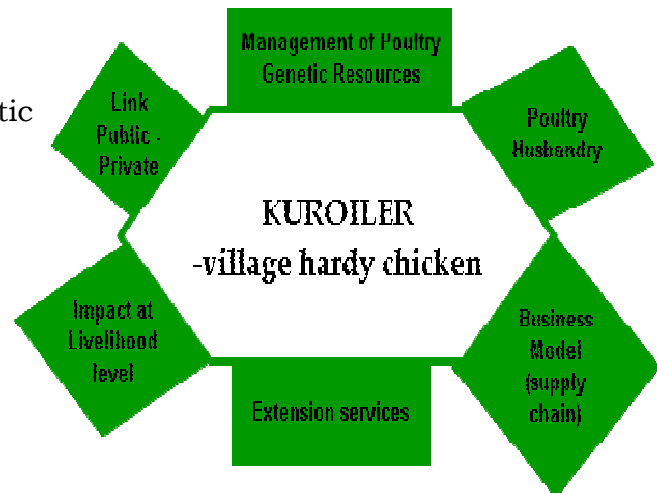 Management of Poultry
Genetic Resources
tic
Link
Public -
Private
Poultry
Husbandry
KUROILER
-village hardy chicken
Impact at
Livelihood
level
Business
Model
(supply
chain)
Extension services